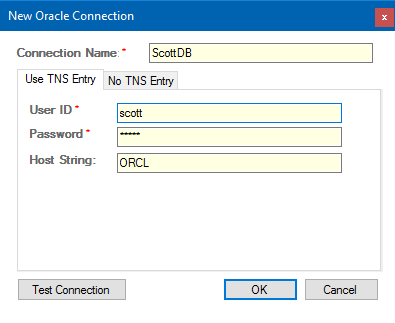 New Oracle Connection x
Connection Name:* ScottDB
Use TNS Entry No TNS Entry
User ID * scott
Password * *****
Host String: ORCL
Test Connection OK Cancel